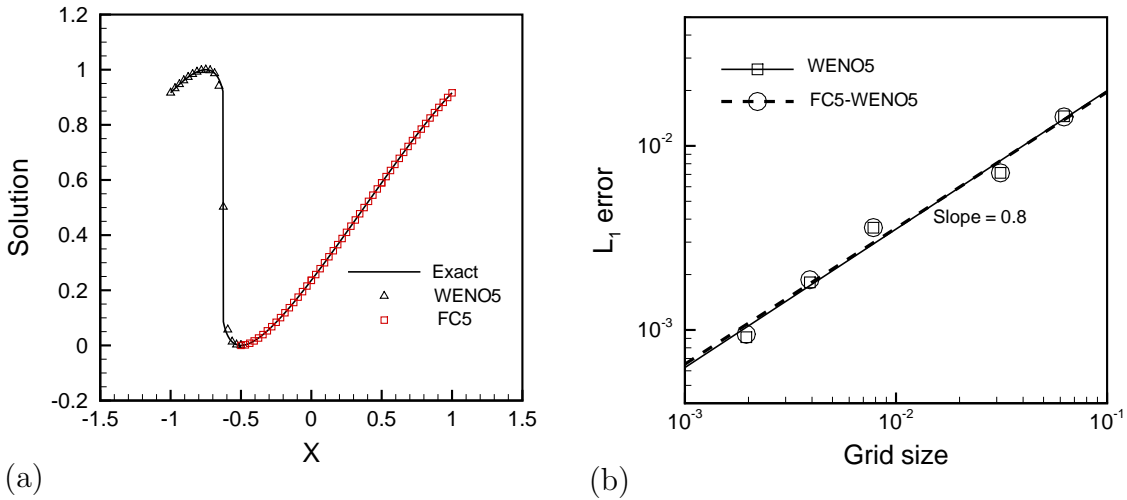 1.2
1
0.8
0.6
0.4
0.2
0
-0.2
Solution
-1.5
-1
-0.5
0
0.5
1
1.5
X
Exact
WENO5
FC5
(a)
10-2
10-3
L1 error
WENO5
FC5-WENO5
Slope = 0.8
10-3
10-2
10-1
Grid size
(b)